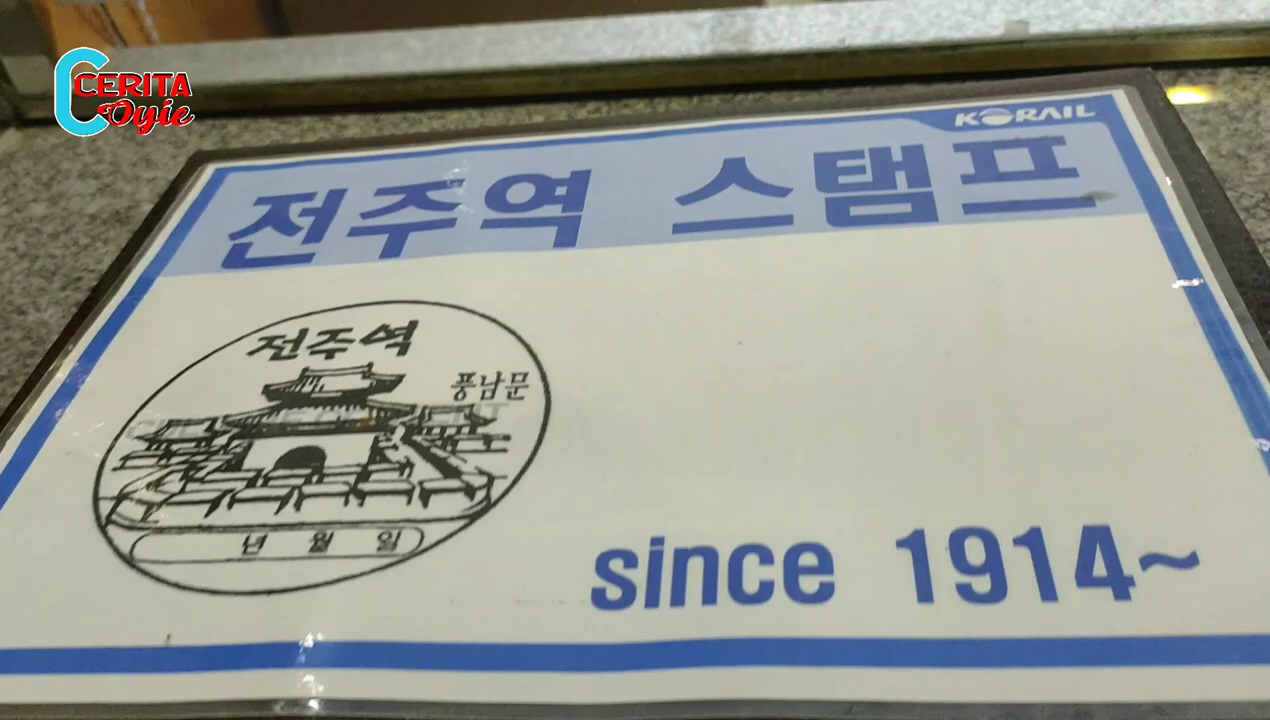 CERITA
Oyie
KORAIL
전주역 스탬프
전주역
풍남문
년 월 일
since 1914~